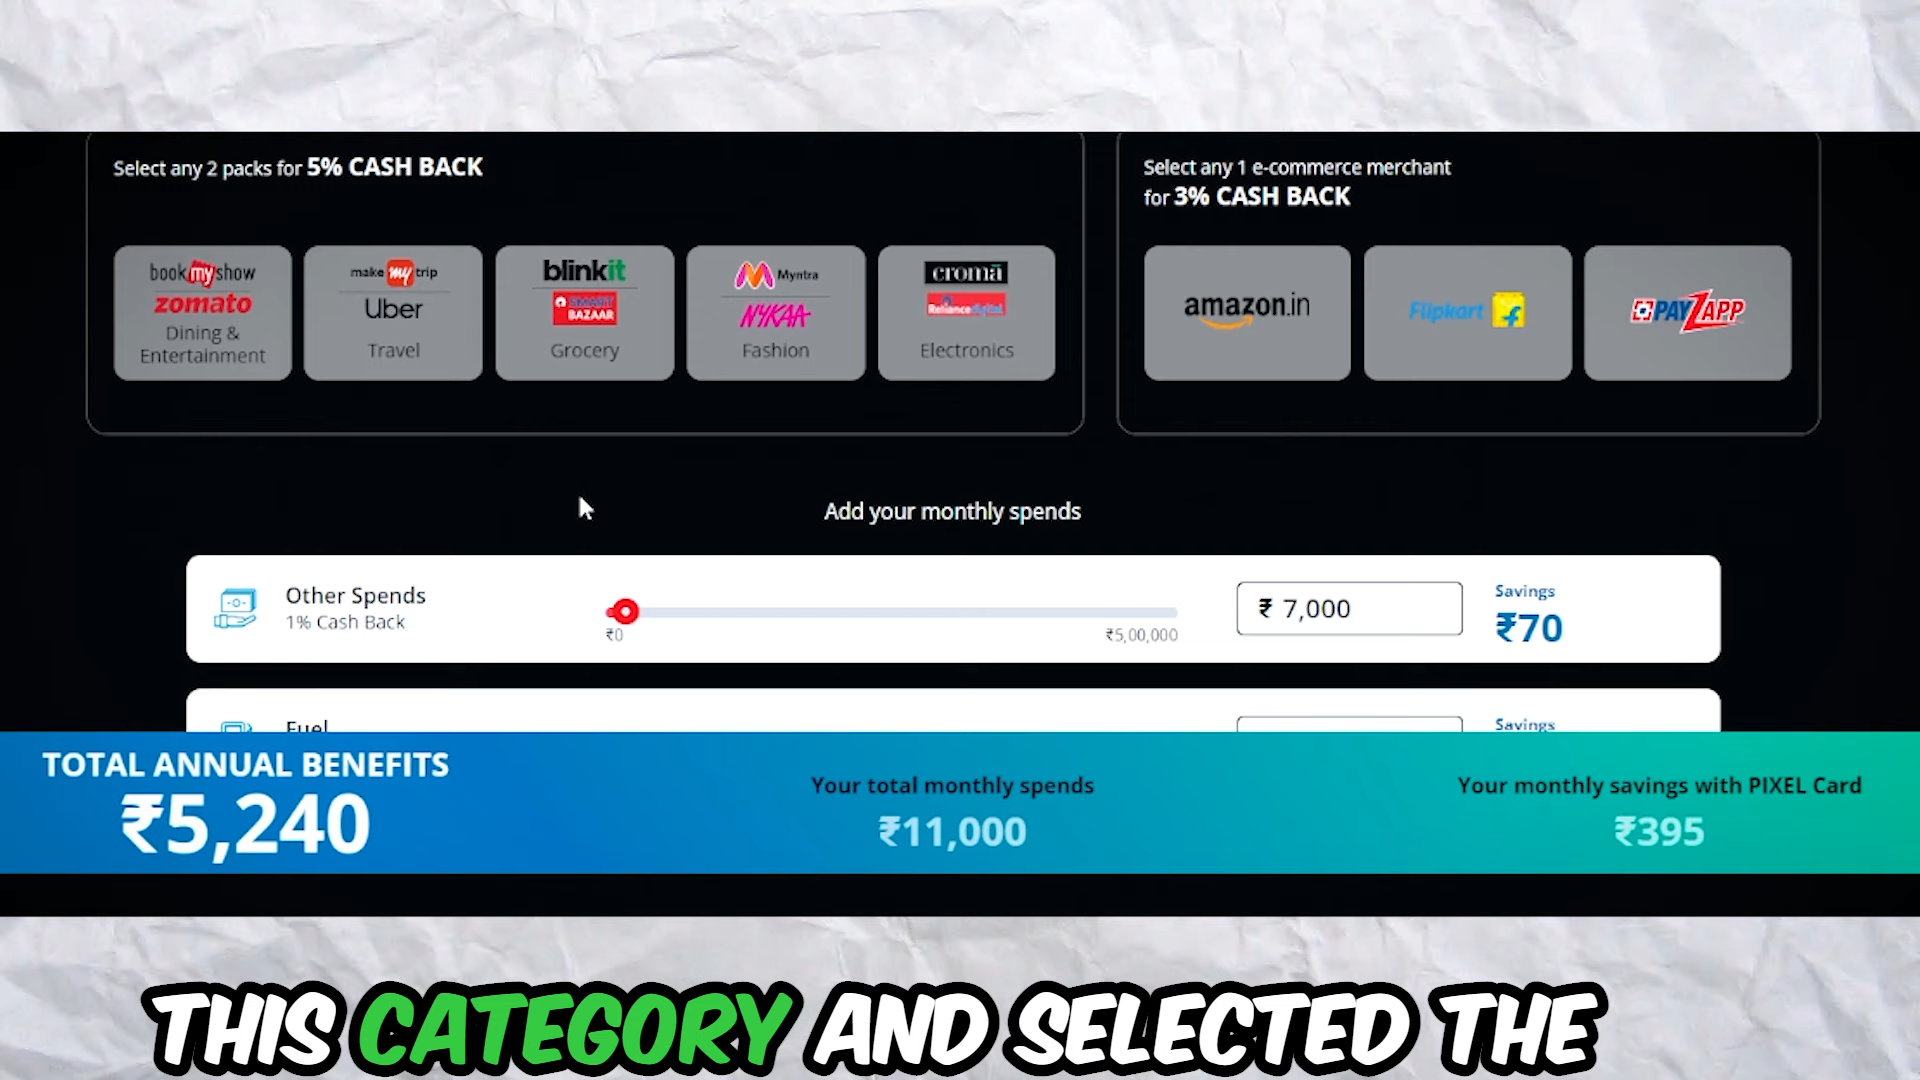 Select any 2 packs for 5% CASH BACK
bookmyshow
zomato
Dining &
Entertainment
make my trip
Uber
Travel
blinkit
SMART
BAZAAR
Grocery
Myntra
NYKAA
Fashion
cromā
Reliance digital
Electronics
Select any 1 e-commerce merchant
for 3% CASH BACK
amazon.in
Flipkart
PAYZAPP
Add your monthly spends
Other Spends
1% Cash Back
₹0
₹5,00,000
₹ 7,000
Savings
₹70
Fuel
Savings
TOTAL ANNUAL BENEFITS
₹5,240
Your total monthly spends
₹11,000
Your monthly savings with PIXEL Card
₹395
THIS CATEGORY AND SELECTED THE